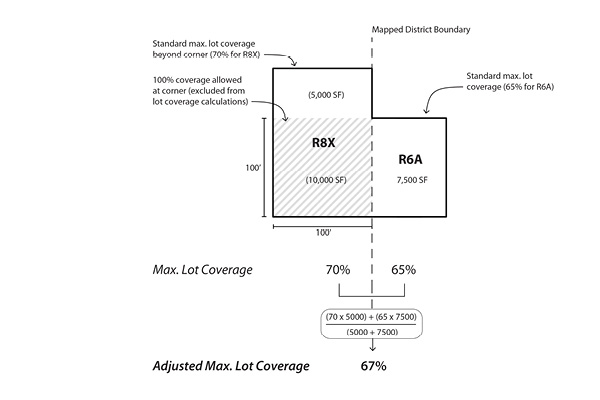 Mapped District Boundary
Standard max. lot coverage
beyond corner (70% for R8X)
100% coverage allowed
at corner (excluded from
lot coverage calculations)
Standard max. lot
coverage (65% for R6A)
(5,000 SF)
R8X
(10,000 SF)
R6A
7,500 SF
100'
100'
Max. Lot Coverage 70% 65%
(70 x 5000) + (65 x 7500)
(5000 + 7500)
Adjusted Max. Lot Coverage 67%